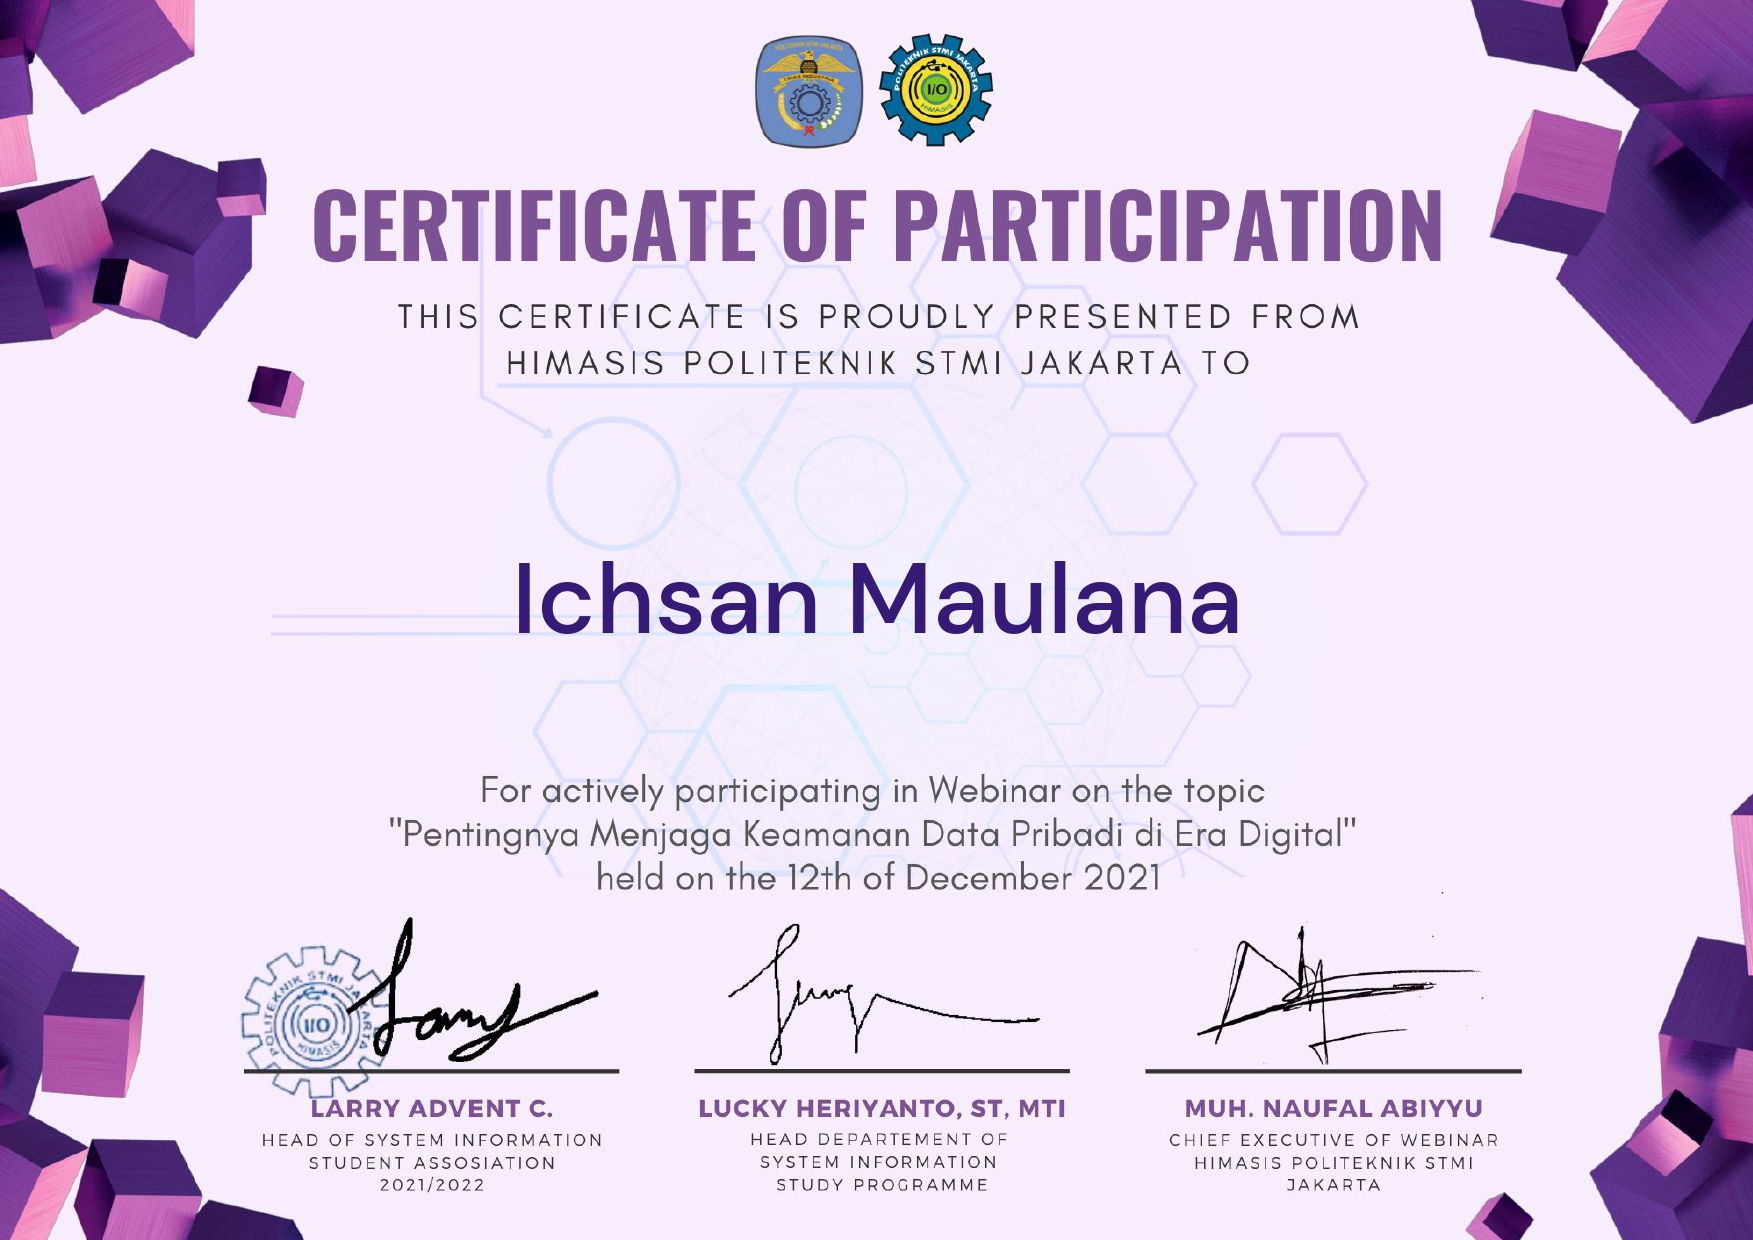 POLITEKNIK STMI JAKARTA
TRIAS INDUSTRIA
POLITEKNIK STMI JAKARTA
I/O
HIMASIS
CERTIFICATE OF PARTICIPATION
THIS CERTIFICATE IS PROUDLY PRESENTED FROM
HIMASIS POLITEKNIK STMI JAKARTA TO
Ichsan Maulana
For actively participating in Webinar on the topic
"Pentingnya Menjaga Keamanan Data Pribadi di Era Digital"
held on the 12th of December 2021
POLITEKNIK STMI JAKARTA
I/O
HIMASIS
LARRY ADVENT C.
HEAD OF SYSTEM INFORMATION
STUDENT ASSOSIATION
2021/2022
LUCKY HERIYANTO, ST, MTI
HEAD DEPARTEMENT OF
SYSTEM INFORMATION
STUDY PROGRAMME
MUH. NAUFAL ABIYYU
CHIEF EXECUTIVE OF WEBINAR
HIMASIS POLITEKNIK STMI
JAKARTA